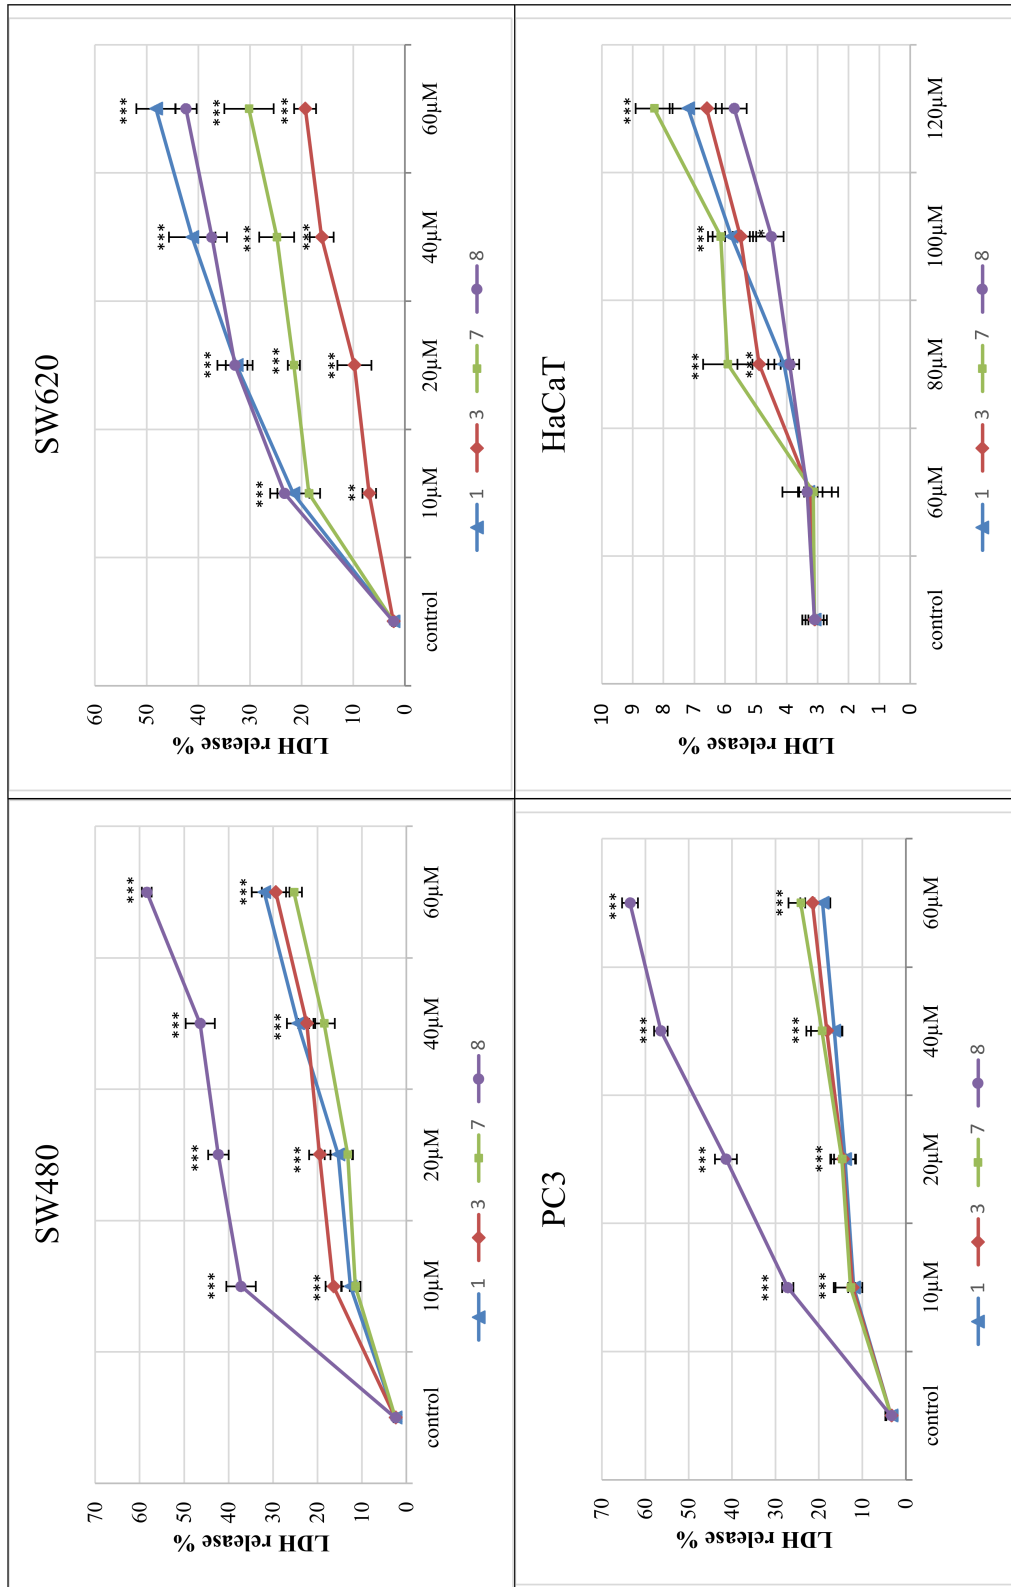 SW480
***
***
***
***
***
***
***
***
70
60
50
40
30
20
10
0
LDH release %
control
10µM
20µM
40µM
60µM
1
3
7
8
SW620
***
***
***
***
***
***
***
***
***
***
**
60
50
40
30
20
10
0
LDH release %
control
10µM
20µM
40µM
60µM
1
3
7
8
PC3
***
***
***
***
***
***
***
***
70
60
50
40
30
20
10
0
LDH release %
control
10µM
20µM
40µM
60µM
1
3
7
8
HaCaT
***
***
***
***
*
10
9
8
7
6
5
4
3
2
1
0
LDH release %
control
60µM
80µM
100µM
120µM
1
3
7
8